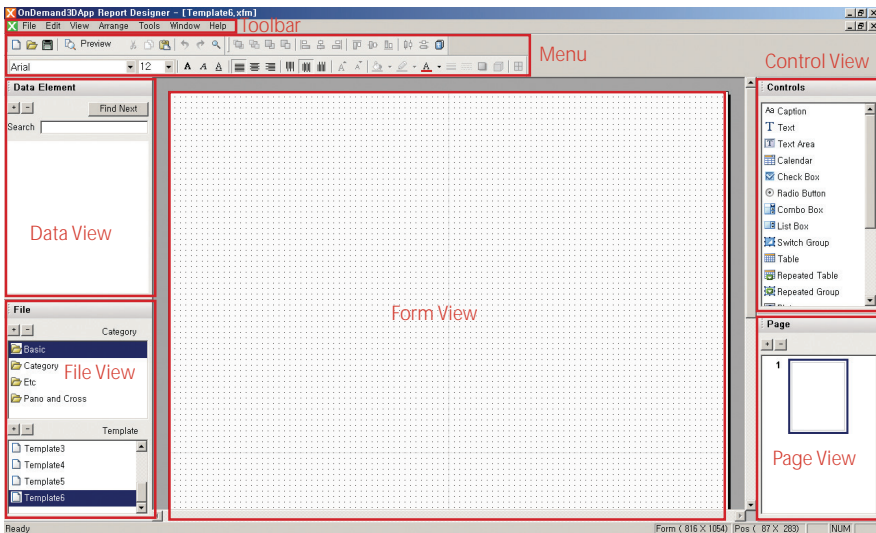 OnDemand3DApp Report Designer - [Template6.xfm]
File Edit View Arrange Tools Window Help
Toolbar
Preview
Menu
Arial 12
Control View
Data Element
Find Next
Search
Data View
Controls
Aa Caption
T Text
Text Area
Calendar
Check Box
Radio Button
Combo Box
List Box
Switch Group
Table
Repeated Table
Repeated Group
Form View
File
Category
Basic
Category
Etc
Pano and Cross
File View
Template
Template3
Template4
Template5
Template6
Page
1
Page View
Ready
Form ( 816 X 1054) Pos ( 87 X 283) NUM